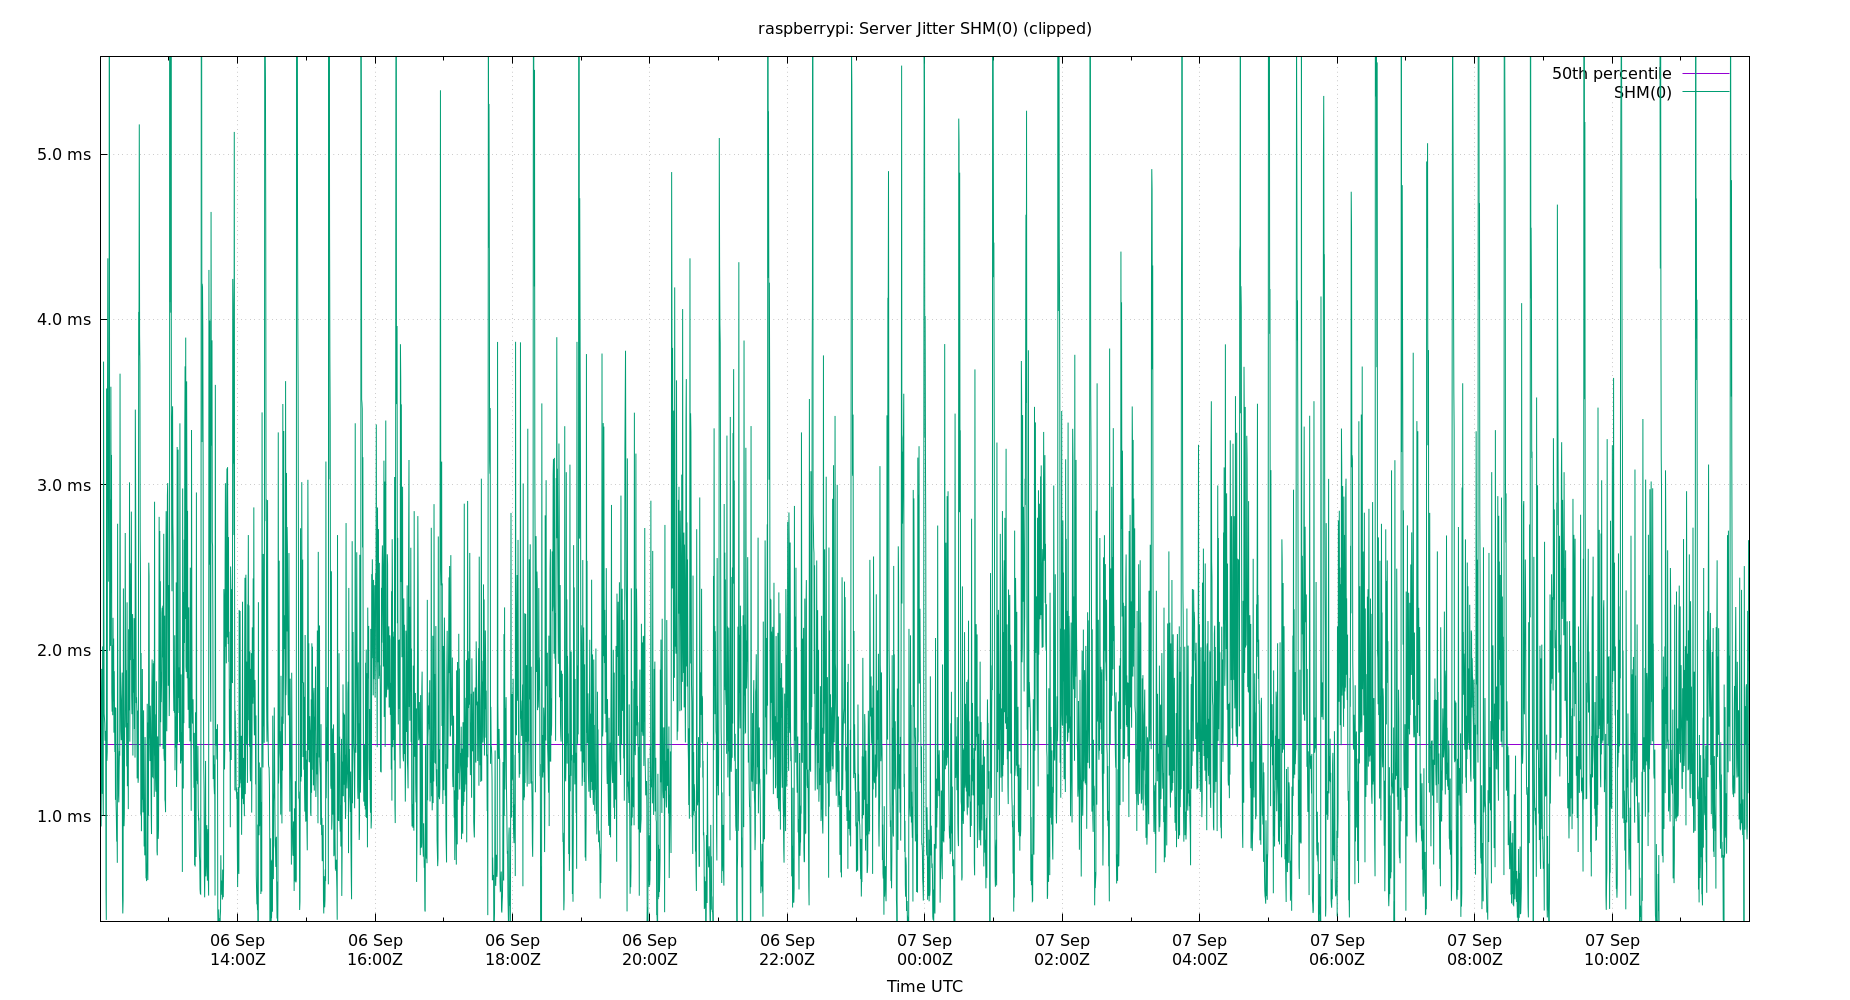 raspberrypi: Server Jitter SHM(0) (clipped)
50th percentile
SHM(0)
5.0 ms
4.0 ms
3.0 ms
2.0 ms
1.0 ms
06 Sep 06 Sep 06 Sep 06 Sep 06 Sep 07 Sep 07 Sep 07 Sep 07 Sep 07 Sep 07 Sep
14:00Z 16:00Z 18:00Z 20:00Z 22:00Z 00:00Z 02:00Z 04:00Z 06:00Z 08:00Z 10:00Z
Time UTC